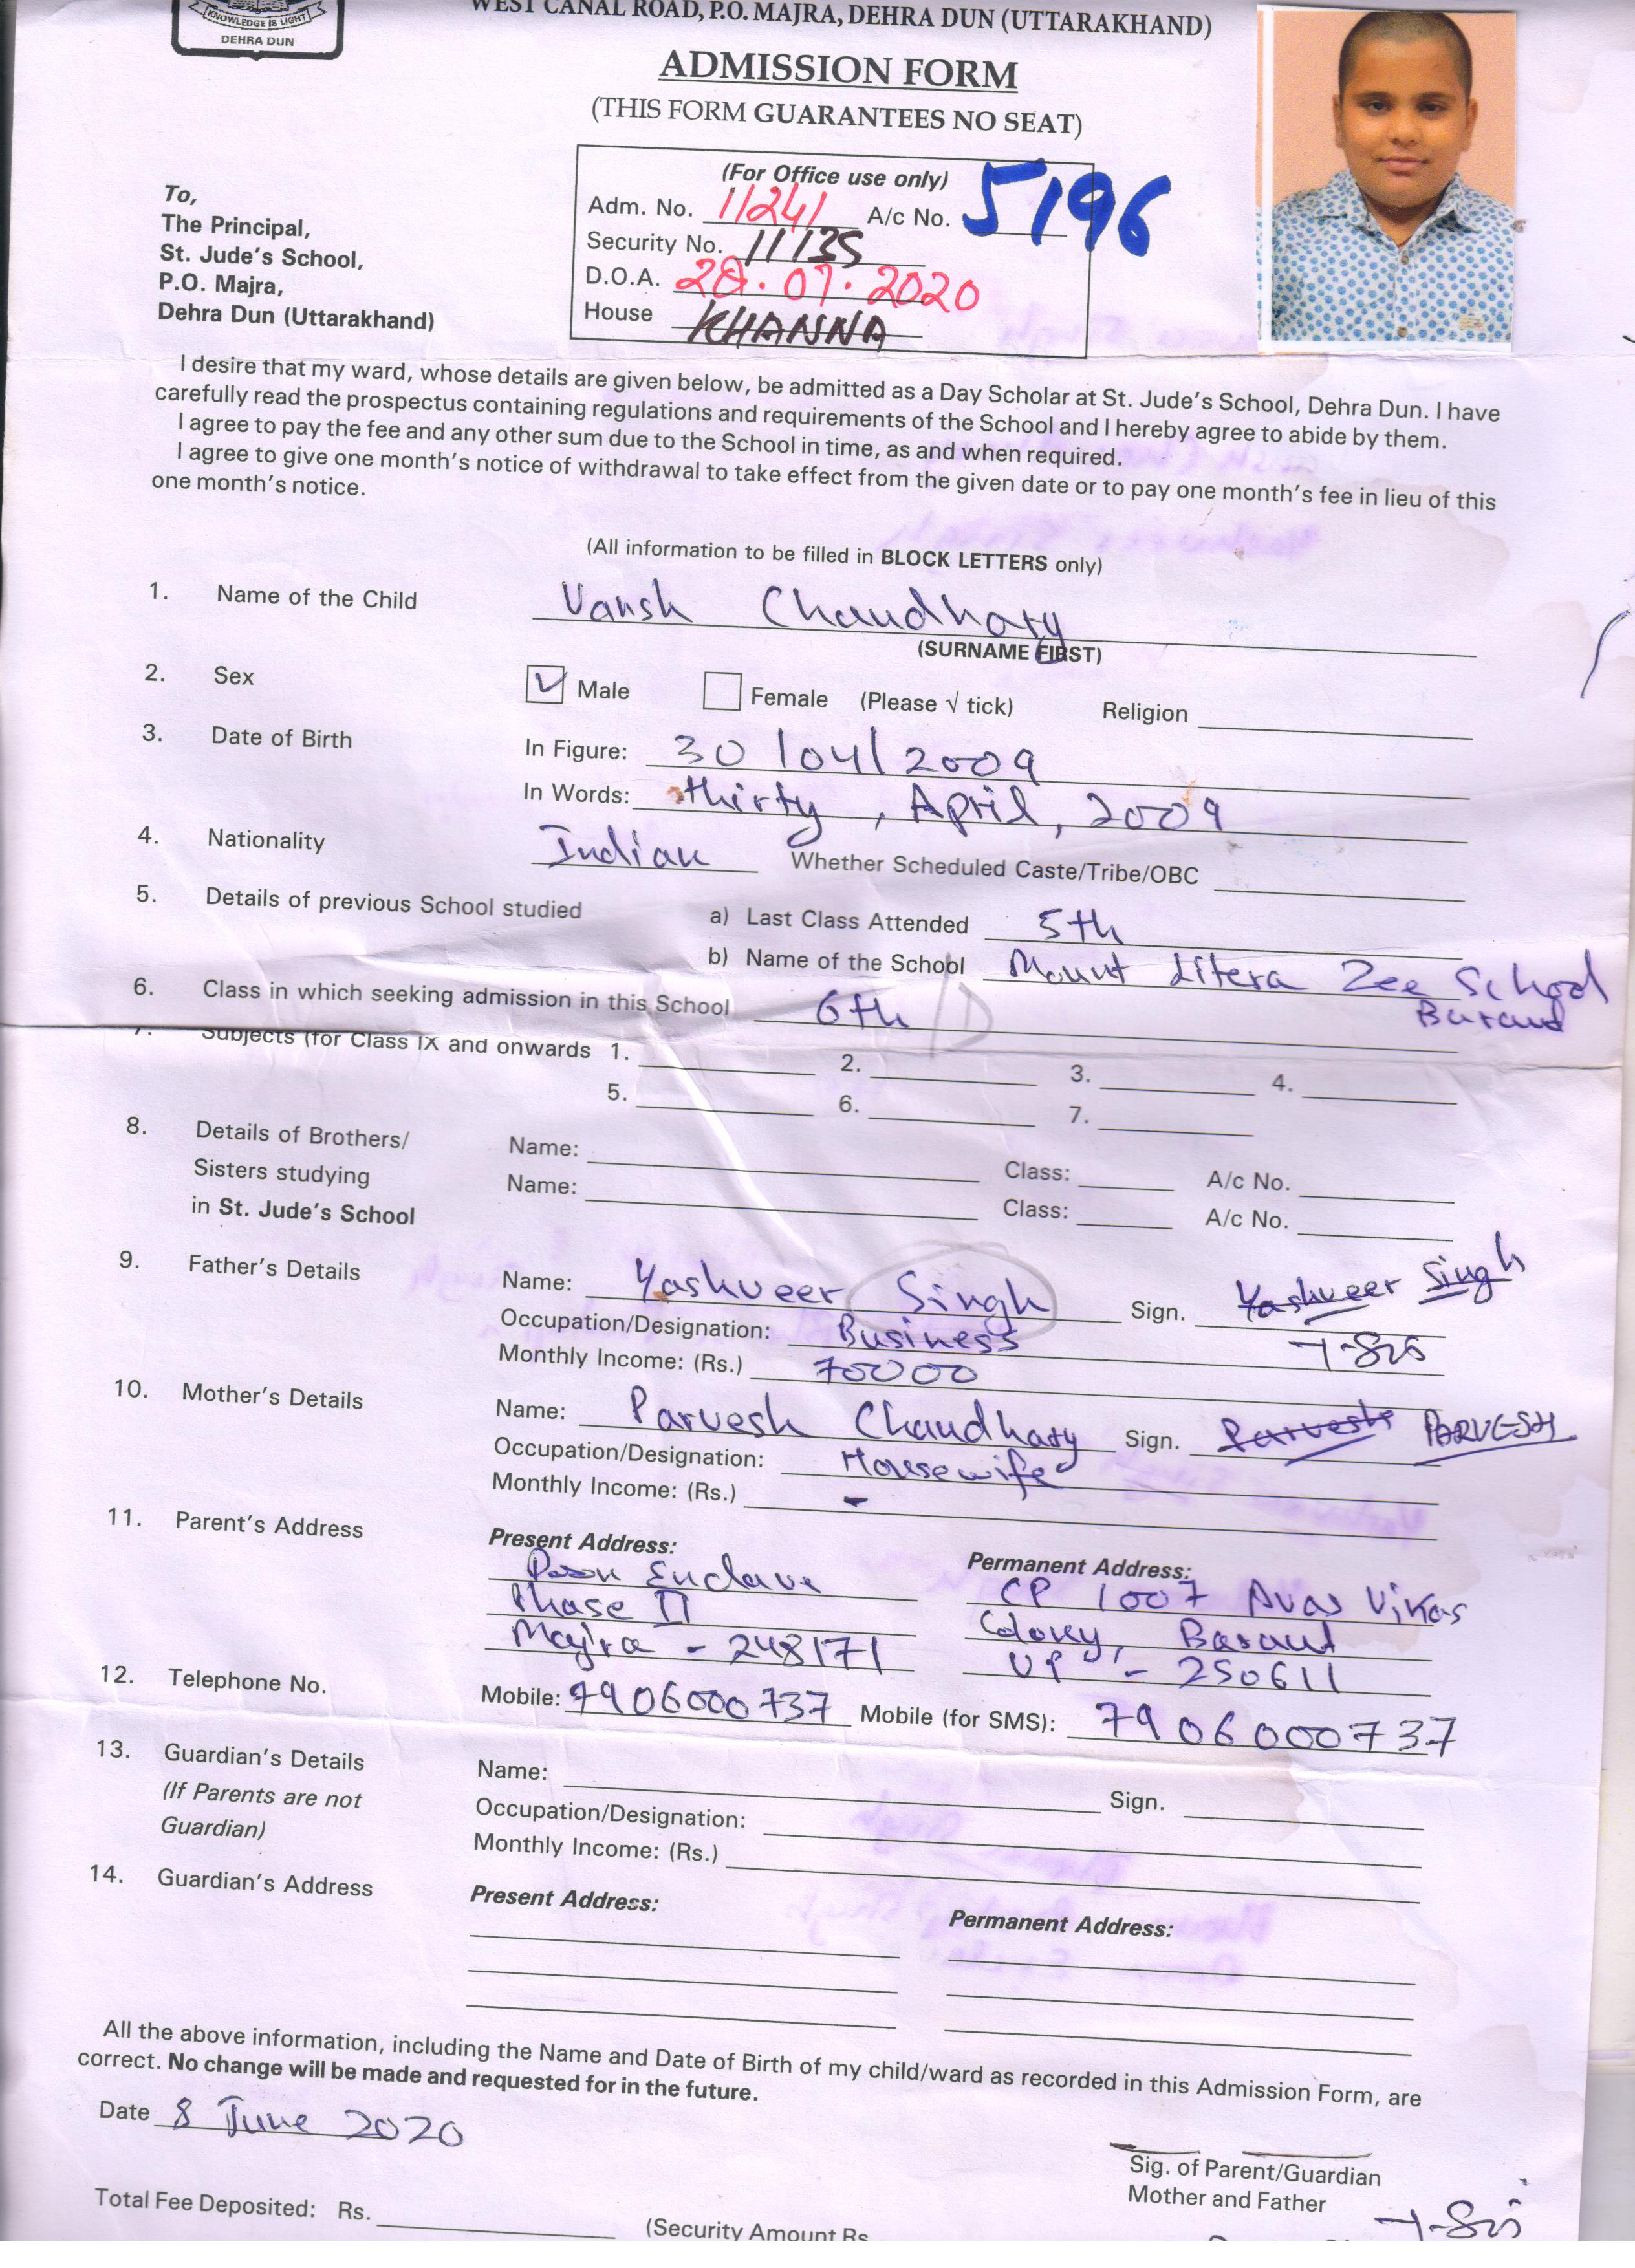 KNOWLEDGE IS LIGHT
DEHRA DUN
WEST CANAL ROAD, P.O. MAJRA, DEHRA DUN (UTTARAKHAND)
ADMISSION FORM
(THIS FORM GUARANTEES NO SEAT)
(For Office use only)
Adm. No. 11241 A/c No. 5196
Security No. 11135
D.O.A. 28.07.2020
House KHANNA
To,
The Principal,
St. Jude's School,
P.O. Majra,
Dehra Dun (Uttarakhand)
I desire that my ward, whose details are given below, be admitted as a Day Scholar at St. Jude's School, Dehra Dun. I have
carefully read the prospectus containing regulations and requirements of the School and I hereby agree to abide by them.
I agree to pay the fee and any other sum due to the School in time, as and when required.
I agree to give one month's notice of withdrawal to take effect from the given date or to pay one month's fee in lieu of this
one month's notice.
(All information to be filled in BLOCK LETTERS only)
1. Name of the Child Vansh Chaudhary
(SURNAME FIRST)
2. Sex Male Female (Please √ tick) Religion
3. Date of Birth In Figure: 30/04/2009
In Words: thirty, April, 2009
4. Nationality Indian Whether Scheduled Caste/Tribe/OBC
5. Details of previous School studied a) Last Class Attended 5th
b) Name of the School Mount Litera Zee School
Baraut
6. Class in which seeking admission in this School 6th/D
7. Subjects (for Class IX and onwards 1. 2. 3. 4.
5. 6. 7.
8. Details of Brothers/ Name: Class: A/c No.
Sisters studying Name: Class: A/c No.
in St. Jude's School
9. Father's Details Name: Yashveer Singh Sign. Yashveer Singh
Occupation/Designation: Business
Monthly Income: (Rs.) 70000
10. Mother's Details Name: Parvesh Chaudhary Sign. Parvesh PARVESH
Occupation/Designation: Housewife
Monthly Income: (Rs.) -
11. Parent's Address Present Address: Permanent Address:
Doon Enclave CP 1007 Avas Vikas
Phase II Colony, Baraut
Majra - 248171 UP - 250611
12. Telephone No. Mobile: 7906000737 Mobile (for SMS): 7906000737
13. Guardian's Details Name: Sign.
(If Parents are not Occupation/Designation:
Guardian) Monthly Income: (Rs.)
14. Guardian's Address Present Address: Permanent Address:
All the above information, including the Name and Date of Birth of my child/ward as recorded in this Admission Form, are
correct. No change will be made and requested for in the future.
Date 8 June 2020
Sig. of Parent/Guardian
Mother and Father
Total Fee Deposited: Rs. (Security Amount Rs